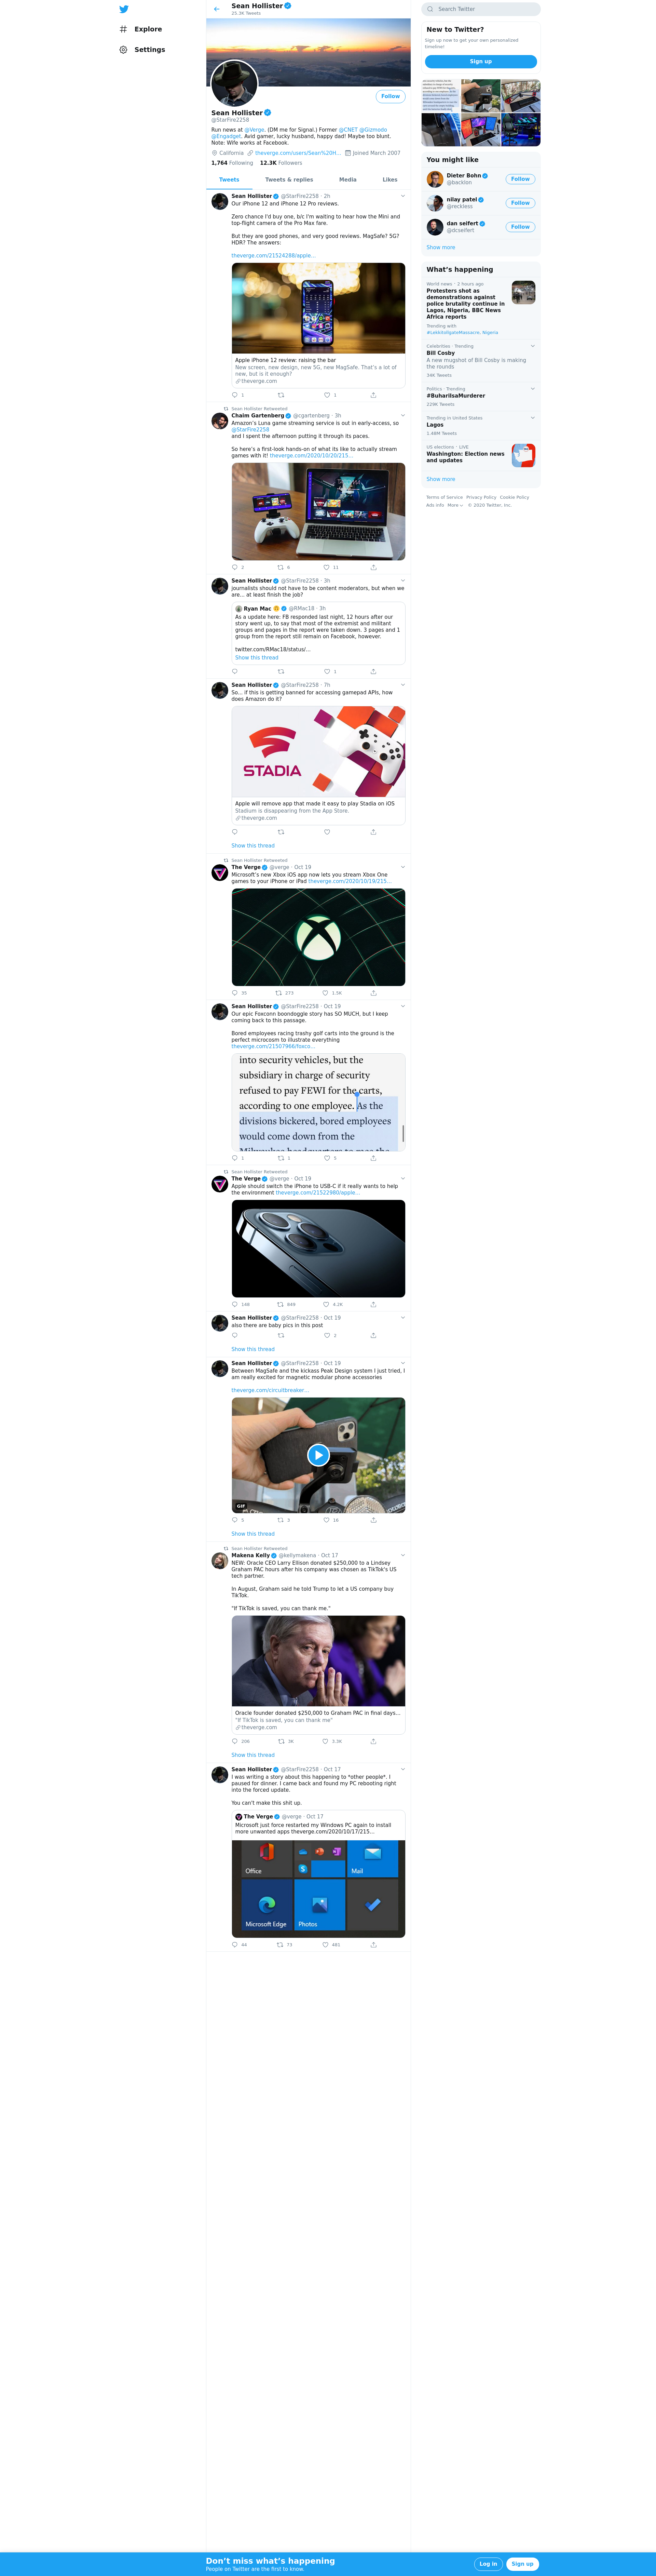 Explore
Settings
Sean Hollister
25.3K Tweets
Follow
Sean Hollister
@StarFire2258
Run news at @Verge. (DM me for Signal.) Former @CNET @Gizmodo
@Engadget. Avid gamer, lucky husband, happy dad! Maybe too blunt.
Note: Wife works at Facebook.
California theverge.com/users/Sean%20H… Joined March 2007
1,764 Following 12.3K Followers
Tweets Tweets & replies Media Likes
Sean Hollister @StarFire2258 · 2h
Our iPhone 12 and iPhone 12 Pro reviews.
Zero chance I'd buy one, b/c I'm waiting to hear how the Mini and
top-flight camera of the Pro Max fare.
But they are good phones, and very good reviews. MagSafe? 5G?
HDR? The answers:
theverge.com/21524288/apple…
Apple iPhone 12 review: raising the bar
New screen, new design, new 5G, new MagSafe. That's a lot of
new, but is it enough?
theverge.com
1 1
Sean Hollister Retweeted
Chaim Gartenberg @cgartenberg · 3h
Amazon's Luna game streaming service is out in early-access, so
@StarFire2258
and I spent the afternoon putting it through its paces.
So here's a first-look hands-on of what its like to actually stream
games with it! theverge.com/2020/10/20/215…
2 6 11
Sean Hollister @StarFire2258 · 3h
journalists should not have to be content moderators, but when we
are... at least finish the job?
Ryan Mac @RMac18 · 3h
As a update here: FB responded last night, 12 hours after our
story went up, to say that most of the extremist and militant
groups and pages in the report were taken down. 3 pages and 1
group from the report still remain on Facebook, however.
twitter.com/RMac18/status/…
Show this thread
1
Sean Hollister @StarFire2258 · 7h
So... if this is getting banned for accessing gamepad APIs, how
does Amazon do it?
STADIA
Apple will remove app that made it easy to play Stadia on iOS
Stadium is disappearing from the App Store.
theverge.com
Show this thread
Sean Hollister Retweeted
The Verge @verge · Oct 19
Microsoft's new Xbox iOS app now lets you stream Xbox One
games to your iPhone or iPad theverge.com/2020/10/19/215…
30 273 1.5K
Sean Hollister @StarFire2258 · Oct 19
Our epic Foxconn boondoggle story has SO MUCH, but I keep
coming back to this passage.
Bored employees racing trashy golf carts into the ground is the
perfect microcosm to illustrate everything
theverge.com/21507966/foxco…
into security vehicles, but the
subsidiary in charge of security
refused to pay FEWI for the carts,
according to one employee. As the
divisions bickered, bored employees
would come down from the
Milwaukee headquarters to race the
1 1 5
Sean Hollister Retweeted
The Verge @verge · Oct 19
Apple should switch the iPhone to USB-C if it really wants to help
the environment theverge.com/21522980/apple…
148 849 4.2K
Sean Hollister @StarFire2258 · Oct 19
also there are baby pics in this post
2
Show this thread
Sean Hollister @StarFire2258 · Oct 19
Between MagSafe and the kickass Peak Design system I just tried, I
am really excited for magnetic modular phone accessories
theverge.com/circuitbreaker…
GIF
5 3 16
Show this thread
Sean Hollister Retweeted
Makena Kelly @kellymakena · Oct 17
NEW: Oracle CEO Larry Ellison donated $250,000 to a Lindsey
Graham PAC hours after his company was chosen as TikTok's US
tech partner.
In August, Graham said he told Trump to let a US company buy
TikTok.
"If TikTok is saved, you can thank me."
Oracle founder donated $250,000 to Graham PAC in final days...
"If TikTok is saved, you can thank me"
theverge.com
206 3K 3.3K
Show this thread
Sean Hollister @StarFire2258 · Oct 17
I was writing a story about this happening to *other people*. I
paused for dinner. I came back and found my PC rebooting right
into the forced update.
You can't make this shit up.
The Verge @verge · Oct 17
Microsoft just force restarted my Windows PC again to install
more unwanted apps theverge.com/2020/10/17/215…
Office
Mail
Microsoft Edge
Photos
44 73 481
Search Twitter
New to Twitter?
Sign up now to get your own personalized
timeline!
Sign up
You might like
Dieter Bohn
@backlon
Follow
nilay patel
@reckless
Follow
dan seifert
@dcseifert
Follow
Show more
What's happening
World news · 2 hours ago
Protesters shot as
demonstrations against
police brutality continue in
Lagos, Nigeria, BBC News
Africa reports
Trending with
#LekkitollgateMassacre, Nigeria
Celebrities · Trending
Bill Cosby
A new mugshot of Bill Cosby is making
the rounds
34K Tweets
Politics · Trending
#BuhariIsaMurderer
129K Tweets
Trending in United States
Lagos
1.46M Tweets
US elections · LIVE
Washington: Election news
and updates
Show more
Terms of Service Privacy Policy Cookie Policy
Ads info More © 2020 Twitter, Inc.
Don't miss what's happening
People on Twitter are the first to know.
Log in
Sign up